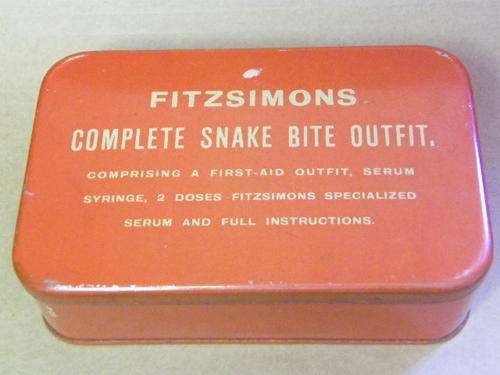 FITZSIMONS
COMPLETE SNAKE BITE OUTFIT.
COMPRISING A FIRST-AID OUTFIT, SERUM
SYRINGE, 2 DOSES FITZSIMONS SPECIALIZED
SERUM AND FULL INSTRUCTIONS.